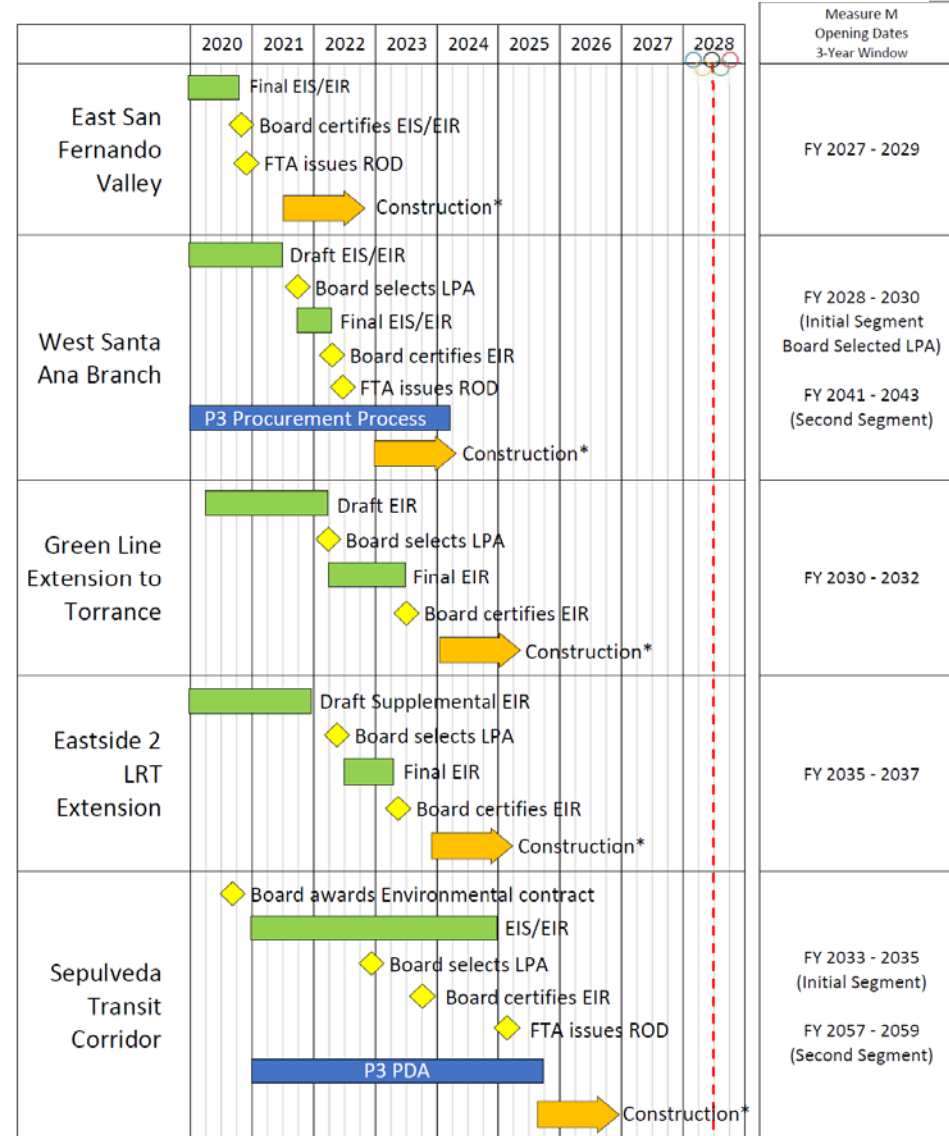 Measure M
Opening Dates
3-Year Window
2020 2021 2022 2023 2024 2025 2026 2027 2028
East San
Fernando
Valley
Final EIS/EIR
Board certifies EIS/EIR
FTA issues ROD
Construction*
FY 2027 - 2029
West Santa
Ana Branch
Draft EIS/EIR
Board selects LPA
Final EIS/EIR
Board certifies EIR
FTA issues ROD
P3 Procurement Process
Construction*
FY 2028 - 2030
(Initial Segment
Board Selected LPA)
FY 2041 - 2043
(Second Segment)
Green Line
Extension to
Torrance
Draft EIR
Board selects LPA
Final EIR
Board certifies EIR
Construction*
FY 2030 - 2032
Eastside 2
LRT
Extension
Draft Supplemental EIR
Board selects LPA
Final EIR
Board certifies EIR
Construction*
FY 2035 - 2037
Sepulveda
Transit
Corridor
Board awards Environmental contract
EIS/EIR
Board selects LPA
Board certifies EIR
FTA issues ROD
P3 PDA
Construction*
FY 2033 - 2035
(Initial Segment)
FY 2057 - 2059
(Second Segment)